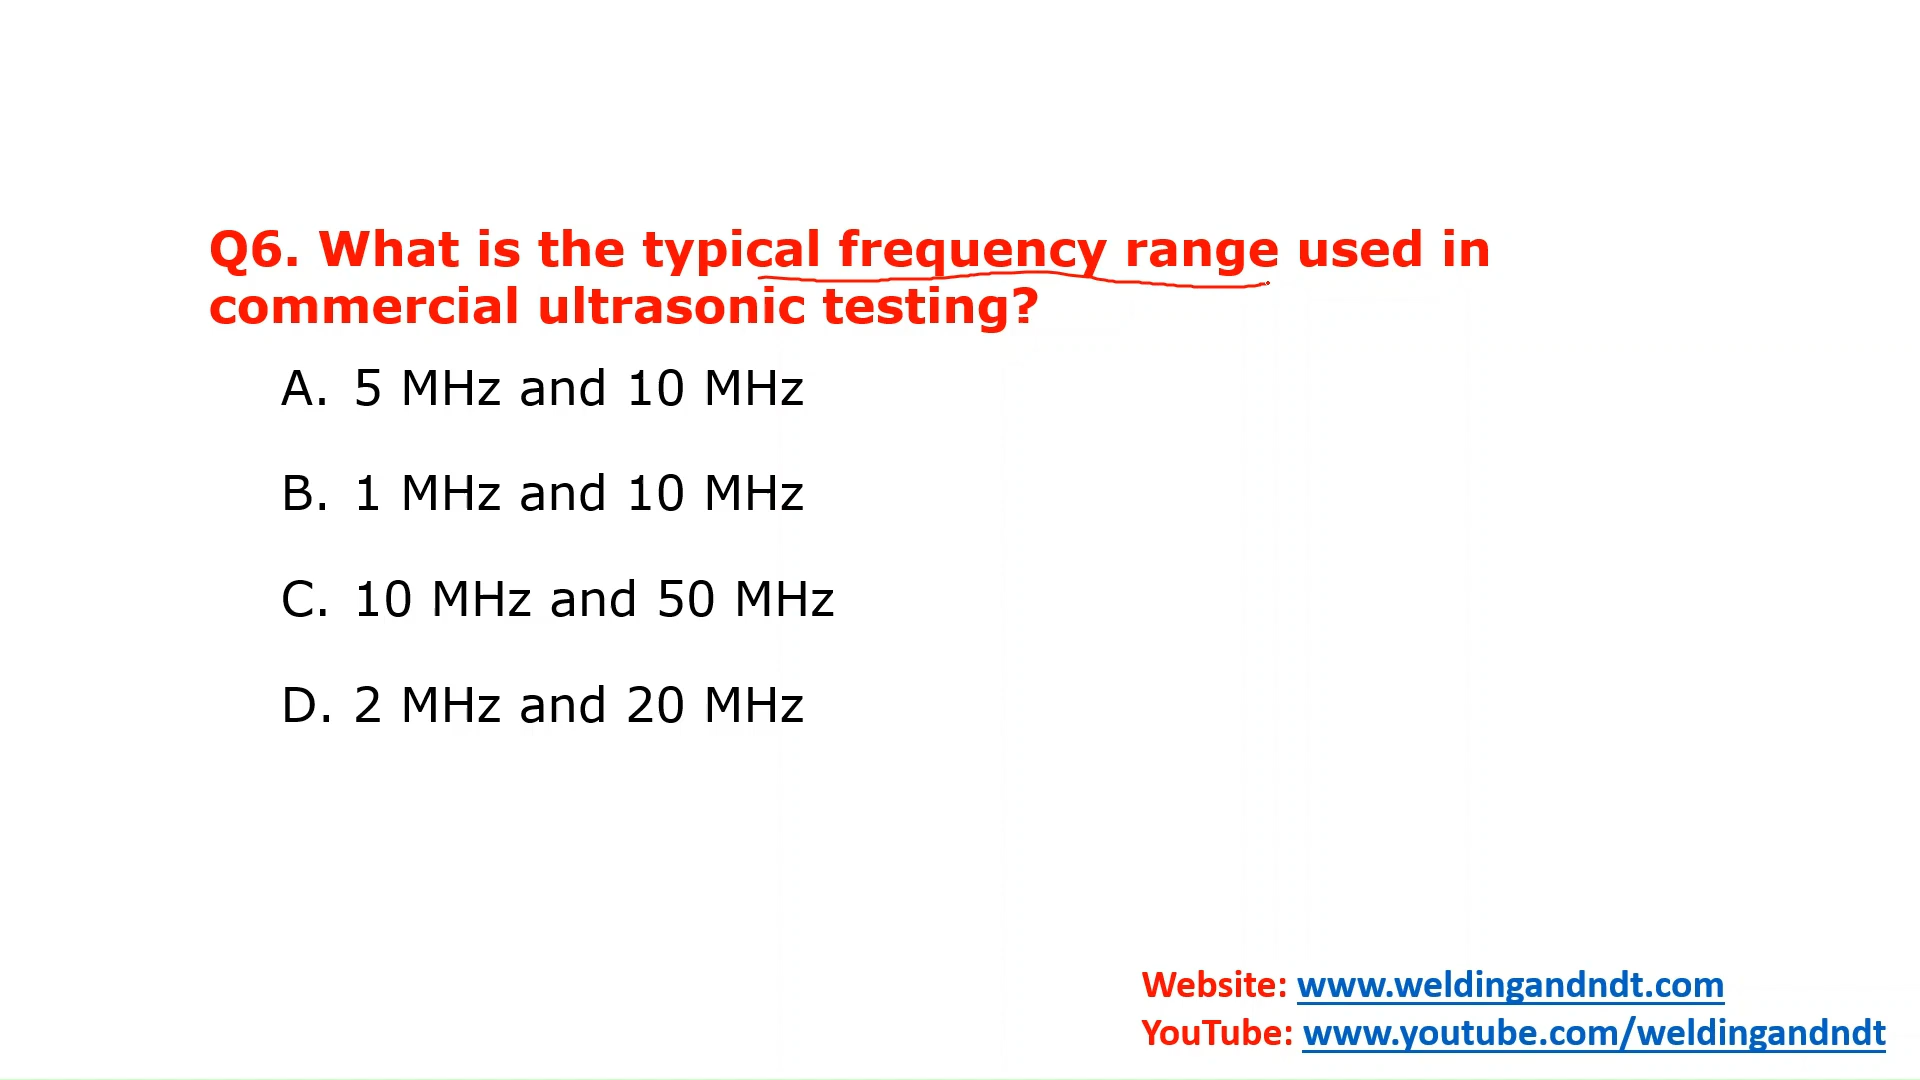 Q6. What is the typical frequency range used in
commercial ultrasonic testing?
A. 5 MHz and 10 MHz
B. 1 MHz and 10 MHz
C. 10 MHz and 50 MHz
D. 2 MHz and 20 MHz
Website: www.weldingandndt.com
YouTube: www.youtube.com/weldingandndt